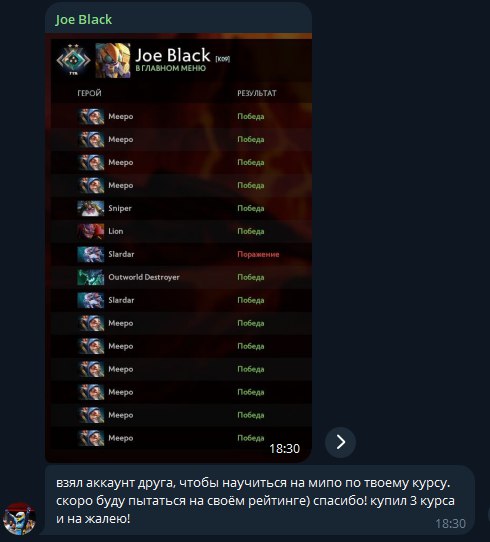 Joe Black
Joe Black [K09]
В ГЛАВНОМ МЕНЮ
ГЕРОЙ РЕЗУЛЬТАТ
Meepo Победа
Meepo Победа
Meepo Победа
Meepo Победа
Sniper Победа
Lion Победа
Slardar Поражение
Outworld Destroyer Победа
Slardar Победа
Meepo Победа
Meepo Победа
Meepo Победа
Meepo Победа
Meepo Победа
Meepo Победа
18:30
взял аккаунт друга, чтобы научиться на мипо по твоему курсу.
скоро буду пытаться на своём рейтинге) спасибо! купил 3 курса
и на жалею!
18:30